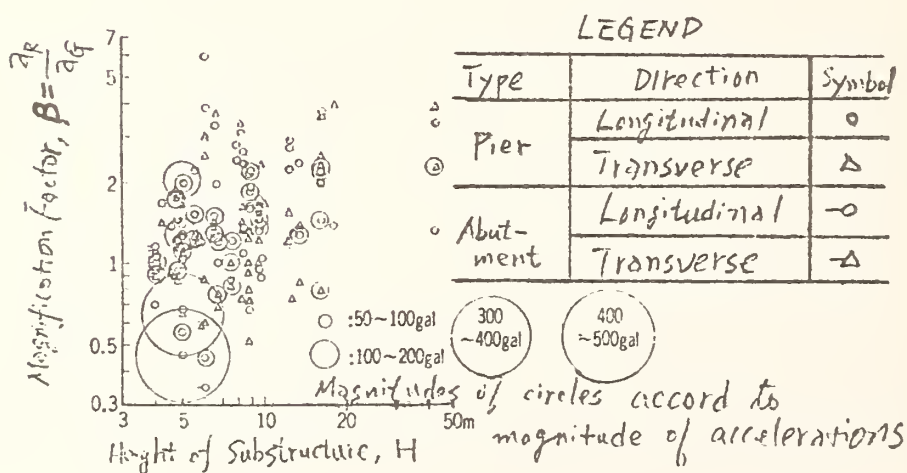 LEGEND
Type Direction Symbol
Pier Longitudinal
Transverse
Abut-
ment Longitudinal
Transverse
Magnification Factor, β = aR/aG
7
5
3
2
1
0.5
0.3
3 5 10 20 50m
Height of Substructure, H
:50~100gal
:100~200gal
300
~400gal
400
~500gal
Magnitudes of circles accord to
magnitude of accelerations